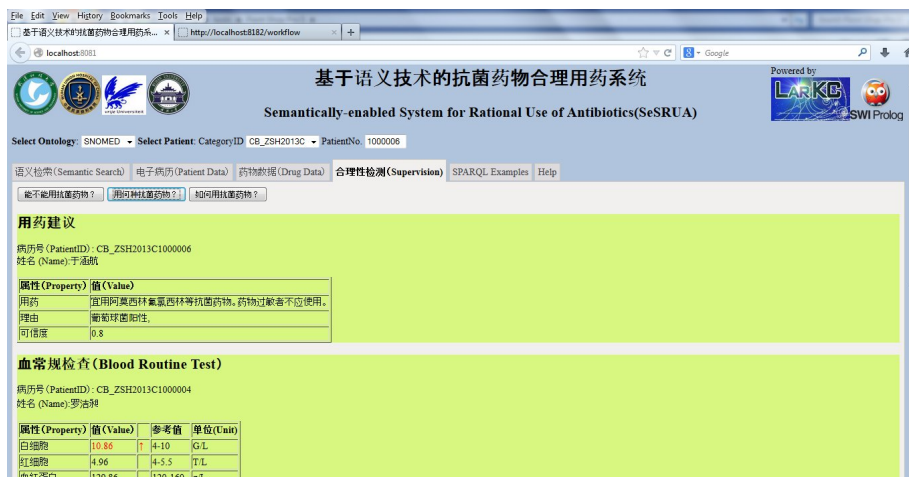 File Edit View History Bookmarks Tools Help
基于语义技术的抗菌药物合理用药系... × http://localhost:8182/workflow × +
localhost:8081 Google
基于语义技术的抗菌药物合理用药系统
Powered by
LARKC
SWI Prolog
Semantically-enabled System for Rational Use of Antibiotics(SeSRUA)
Select Ontology: SNOMED Select Patient: CategoryID CB_ZSH2013C PatientNo. 1000006
语义检索(Semantic Search) 电子病历(Patient Data) 药物数据(Drug Data) 合理性检测(Supervision) SPARQL Examples Help
能不能用抗菌药物? 用何种抗菌药物? 如何用抗菌药物?
用药建议
病历号(PatientID): CB_ZSH2013C1000006
姓名 (Name):于涵航
属性(Property) 值(Value)
用药 宜用阿莫西林氟氯西林等抗菌药物。药物过敏者不应使用。
理由 葡萄球菌阳性,
可信度 0.8
血常规检查(Blood Routine Test)
病历号(PatientID): CB_ZSH2013C1000004
姓名 (Name):罗洁昶
属性(Property) 值(Value) 参考值 单位(Unit)
白细胞 10.86 ↑ 4-10 G/L
红细胞 4.96 4-5.5 T/L